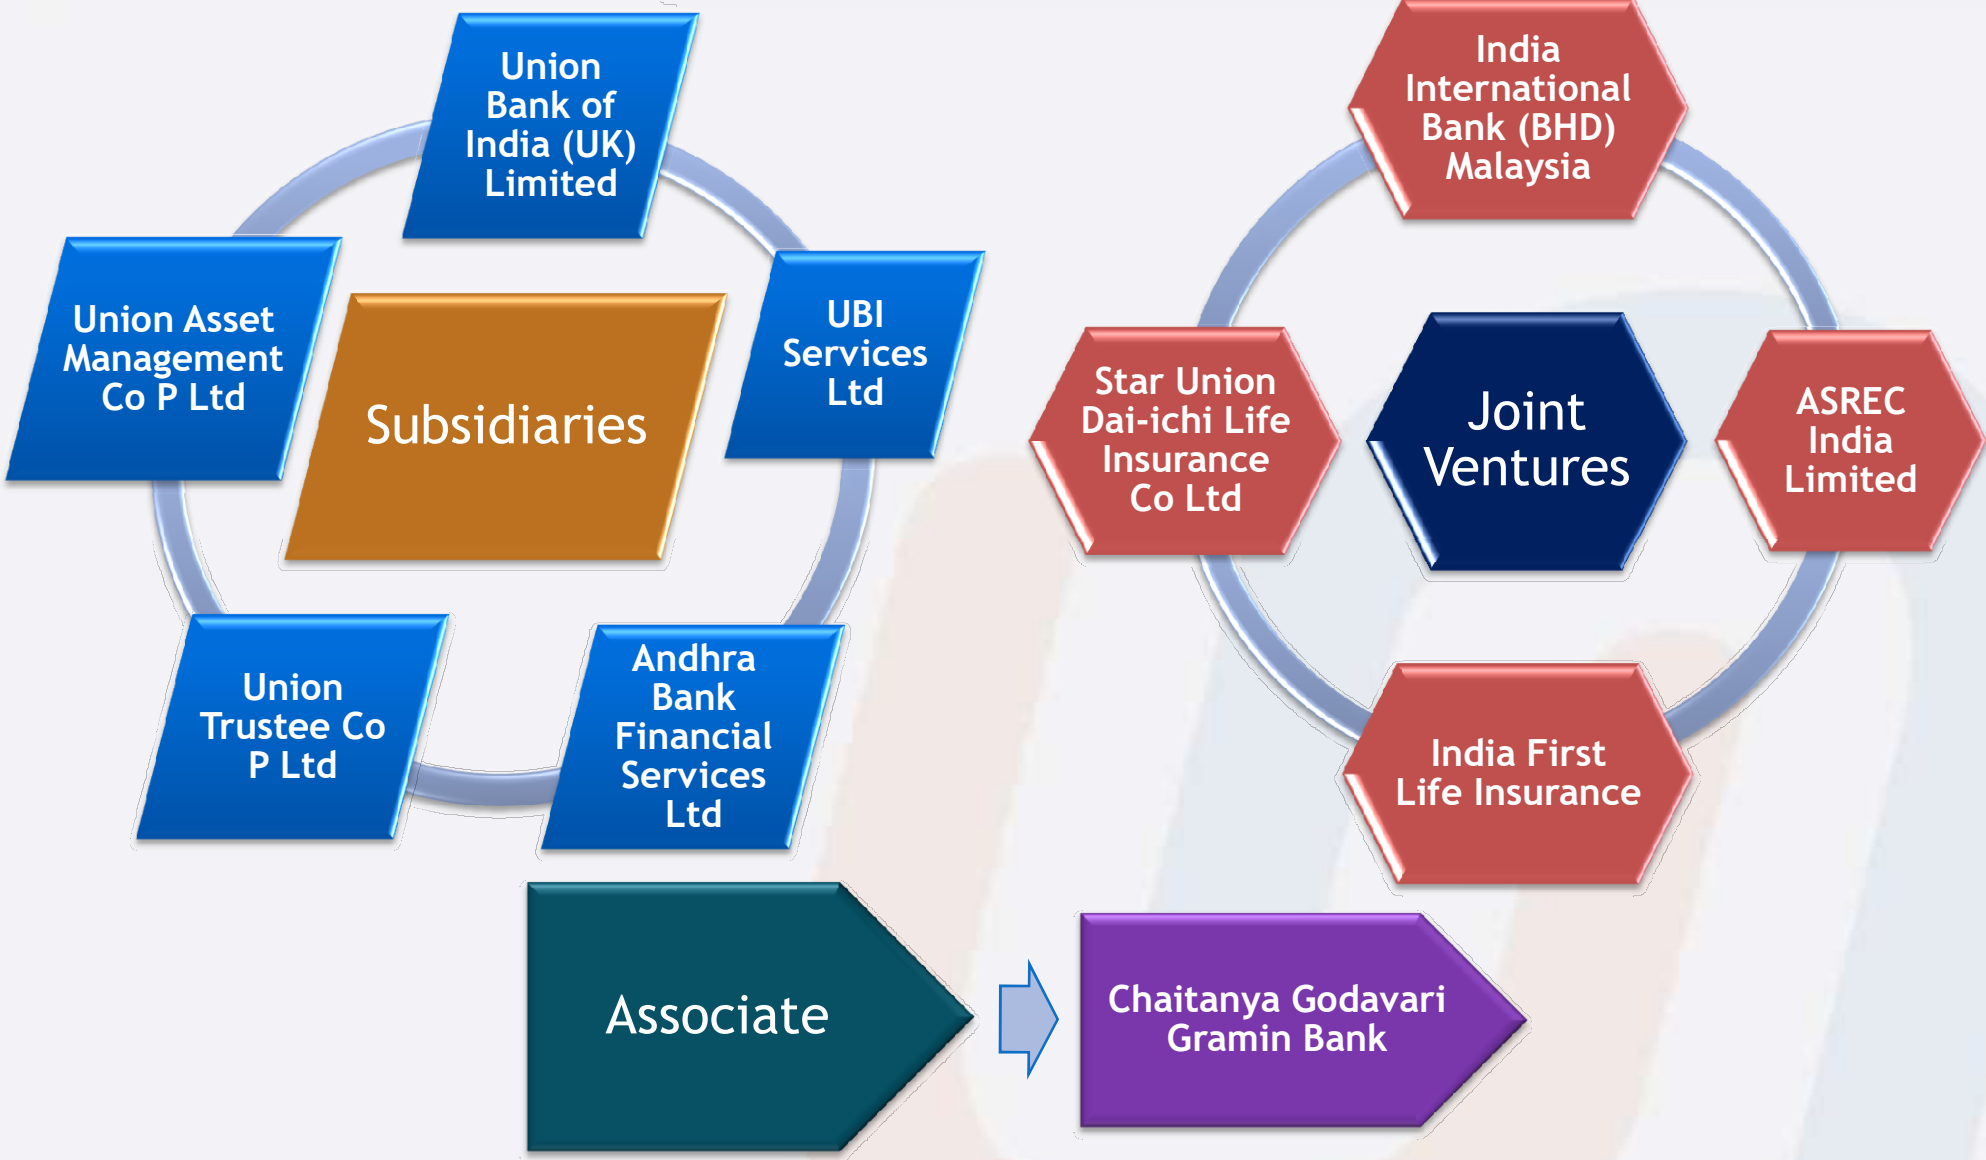 Union
Bank of
India (UK)
Limited
UBI
Services
Ltd
Andhra
Bank
Financial
Services
Ltd
Union
Trustee Co
P Ltd
Union Asset
Management
Co P Ltd
Subsidiaries
India
International
Bank (BHD)
Malaysia
ASREC
India
Limited
India First
Life Insurance
Star Union
Dai-ichi Life
Insurance
Co Ltd
Joint
Ventures
Associate
Chaitanya Godavari
Gramin Bank